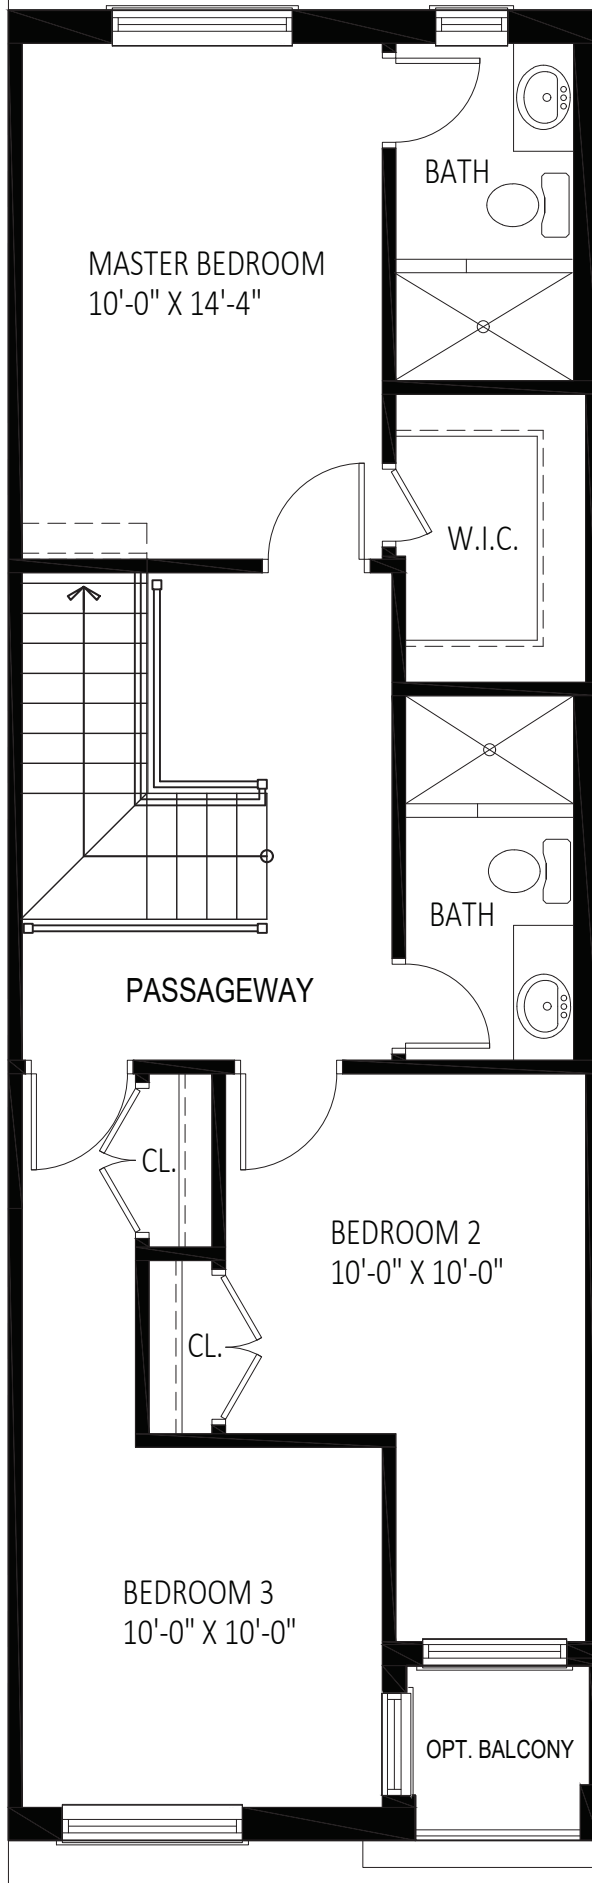 BATH
MASTER BEDROOM
10'-0" X 14'-4"
W.I.C.
BATH
PASSAGEWAY
CL.
BEDROOM 2
10'-0" X 10'-0"
CL.
BEDROOM 3
10'-0" X 10'-0"
OPT. BALCONY